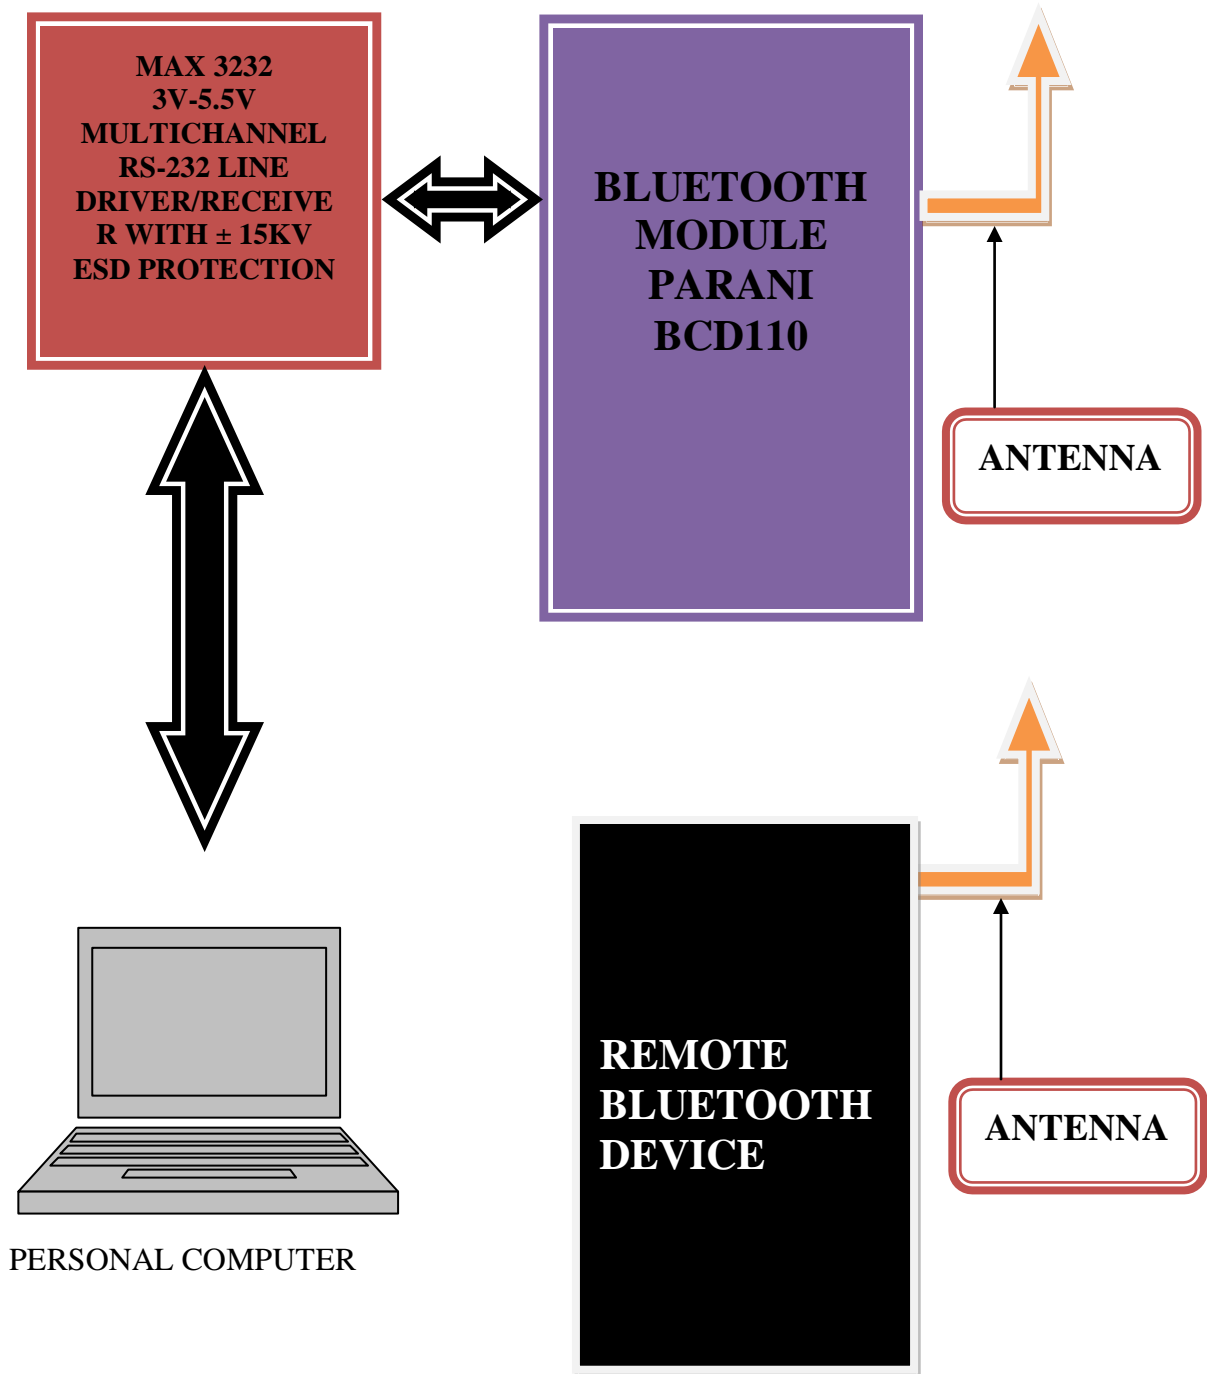 MAX 3232
3V-5.5V
MULTICHANNEL
RS-232 LINE
DRIVER/RECEIVE
R WITH ± 15KV
ESD PROTECTION
BLUETOOTH
MODULE
PARANI
BCD110
ANTENNA
REMOTE
BLUETOOTH
DEVICE
ANTENNA
PERSONAL COMPUTER